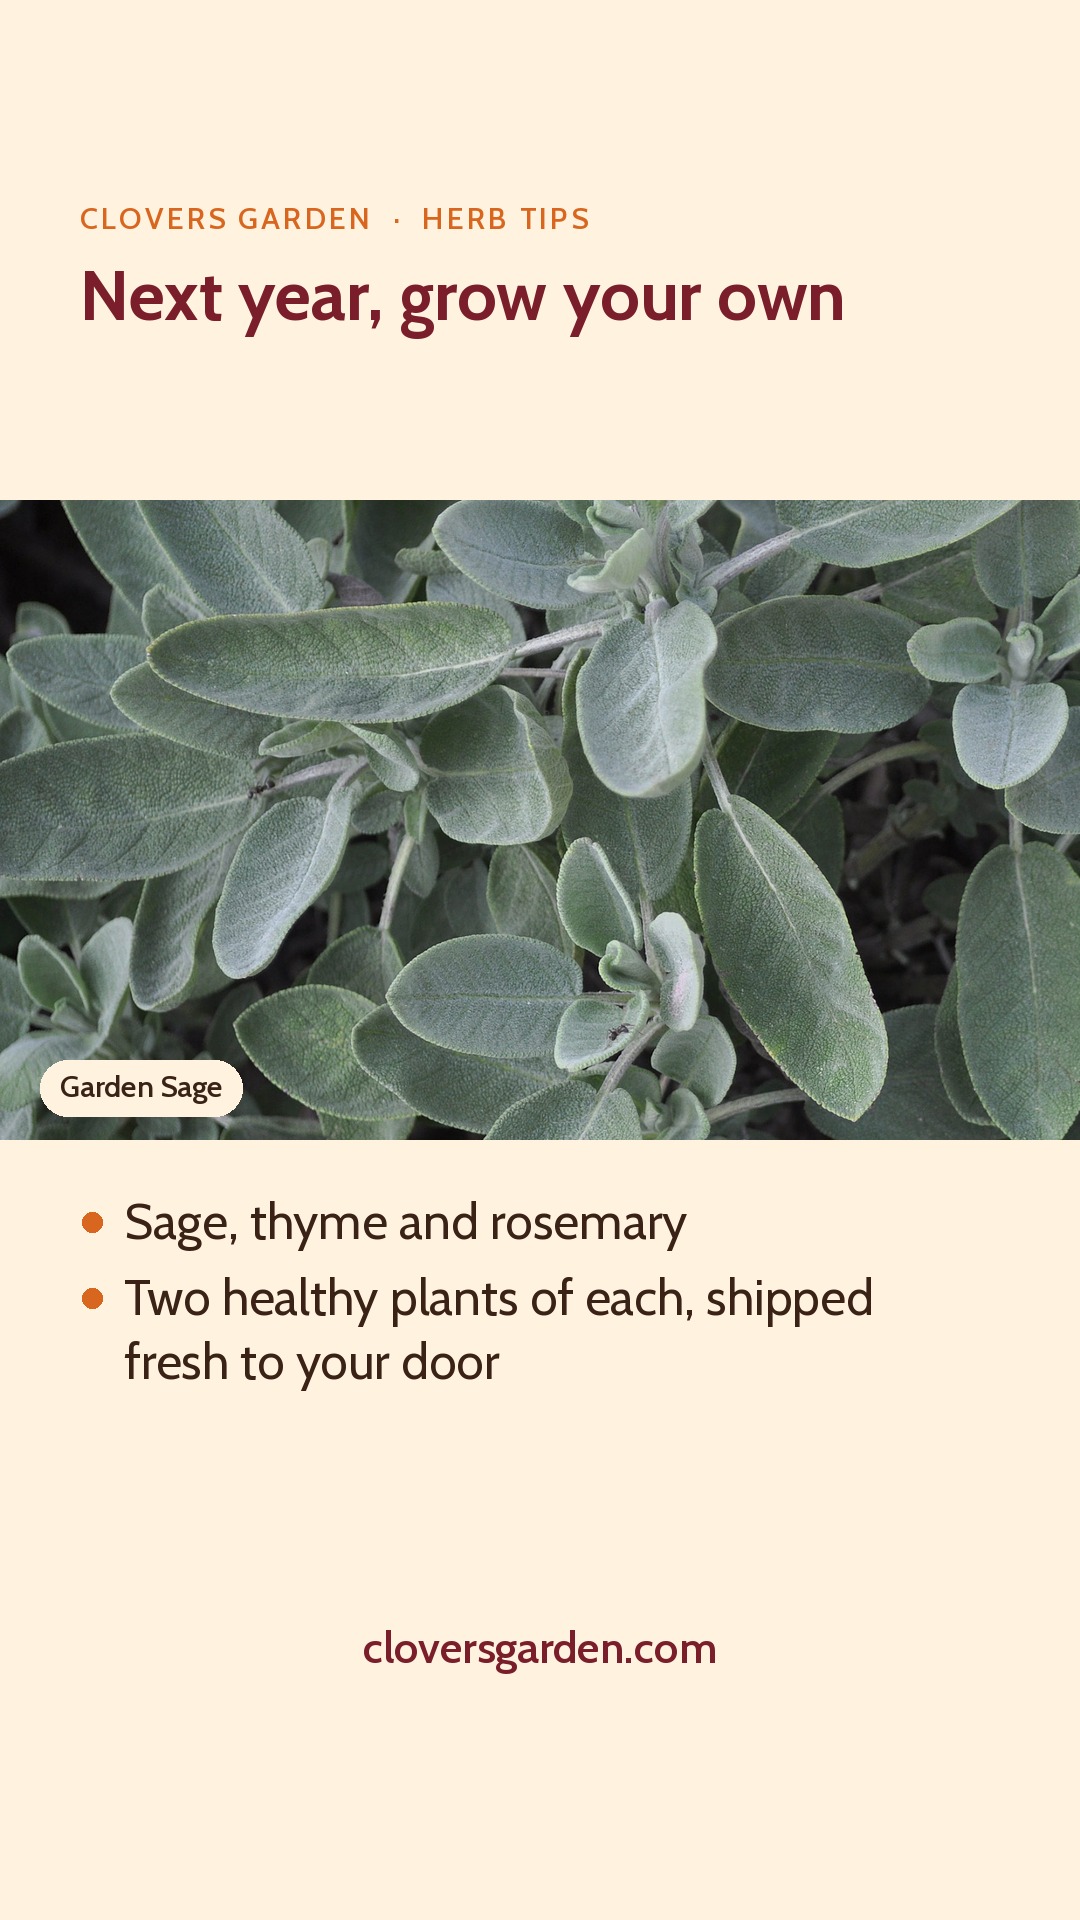 CLOVERS GARDEN · HERB TIPS
Next year, grow your own
Garden Sage
Sage, thyme and rosemary
Two healthy plants of each, shipped
fresh to your door
cloversgarden.com